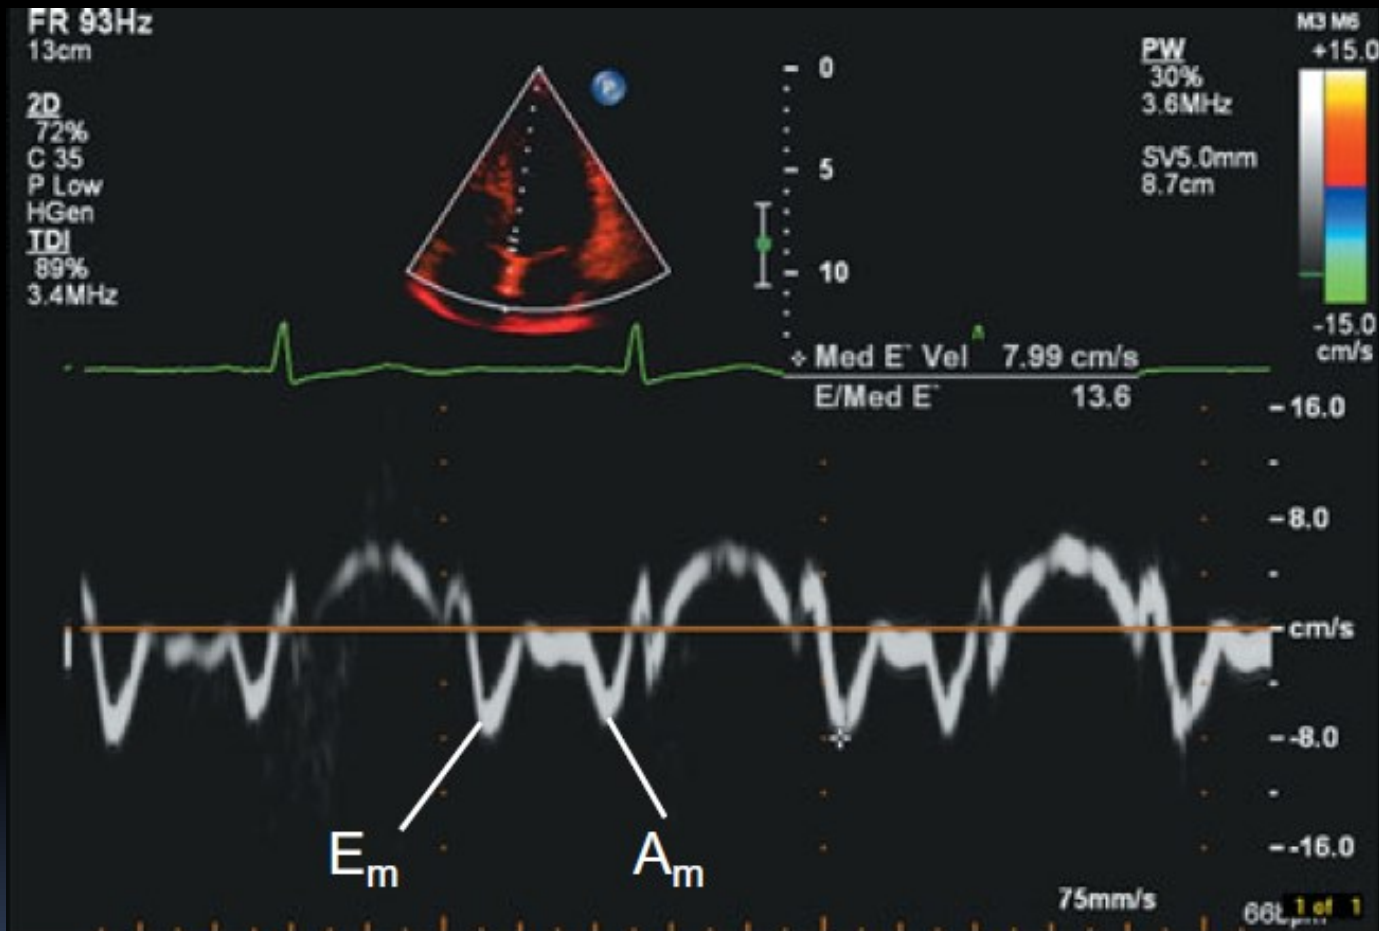 FR 93Hz
13cm
2D
72%
C 35
P Low
HGen
TDI
89%
3.4MHz
P
0
5
10
PW
30%
3.6MHz
SV5.0mm
8.7cm
M3 M6
+15.0
-15.0
cm/s
Med E` Vel 7.99 cm/s
E/Med E` 13.6
16.0
8.0
cm/s
-8.0
-16.0
Em
Am
75mm/s
1 of 1